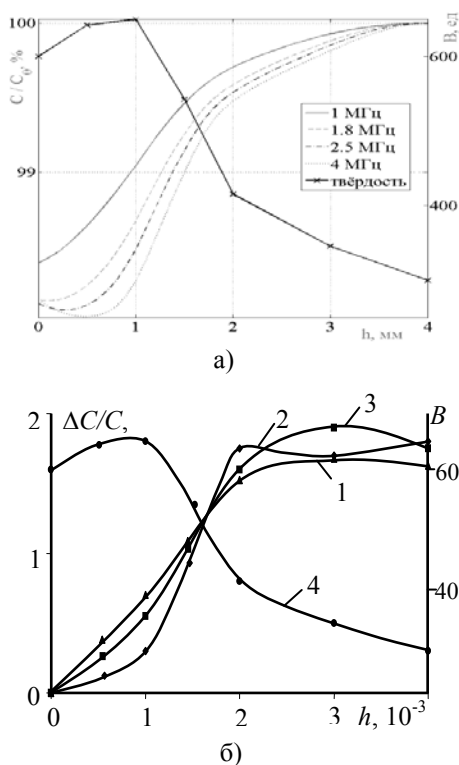 100
C / C₀, %
99
B, ед
600
400
1 МГц
1.8 МГц
2.5 МГц
4 МГц
твёрдость
0
1
2
3
4
h, мм
а)
2
ΔC/C,
1
0
B
60
40
2
3
1
4
0
1
2
3
h, 10⁻³
б)